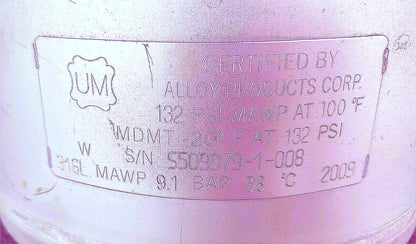 UM
CERTIFIED BY
ALLOY PRODUCTS CORP.
132 PSI MAWP AT 100 °F
MDMT -20° F AT 132 PSI
W S/N S509079-1-008
316L MAWP 9.1 BAR 38 °C 2009